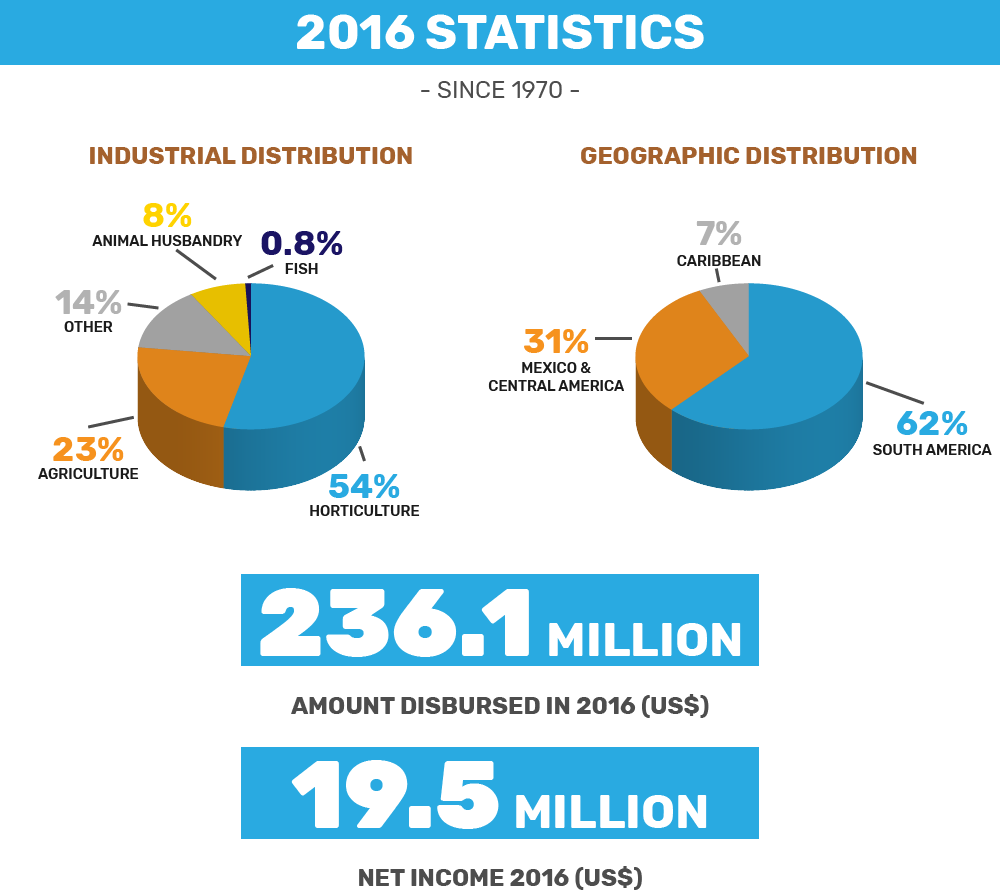 2016 STATISTICS
- SINCE 1970 -
INDUSTRIAL DISTRIBUTION
8%
ANIMAL HUSBANDRY
0.8%
FISH
14%
OTHER
23%
AGRICULTURE
54%
HORTICULTURE
GEOGRAPHIC DISTRIBUTION
7%
CARIBBEAN
31%
MEXICO &
CENTRAL AMERICA
62%
SOUTH AMERICA
236.1 MILLION
AMOUNT DISBURSED IN 2016 (US$)
19.5 MILLION
NET INCOME 2016 (US$)